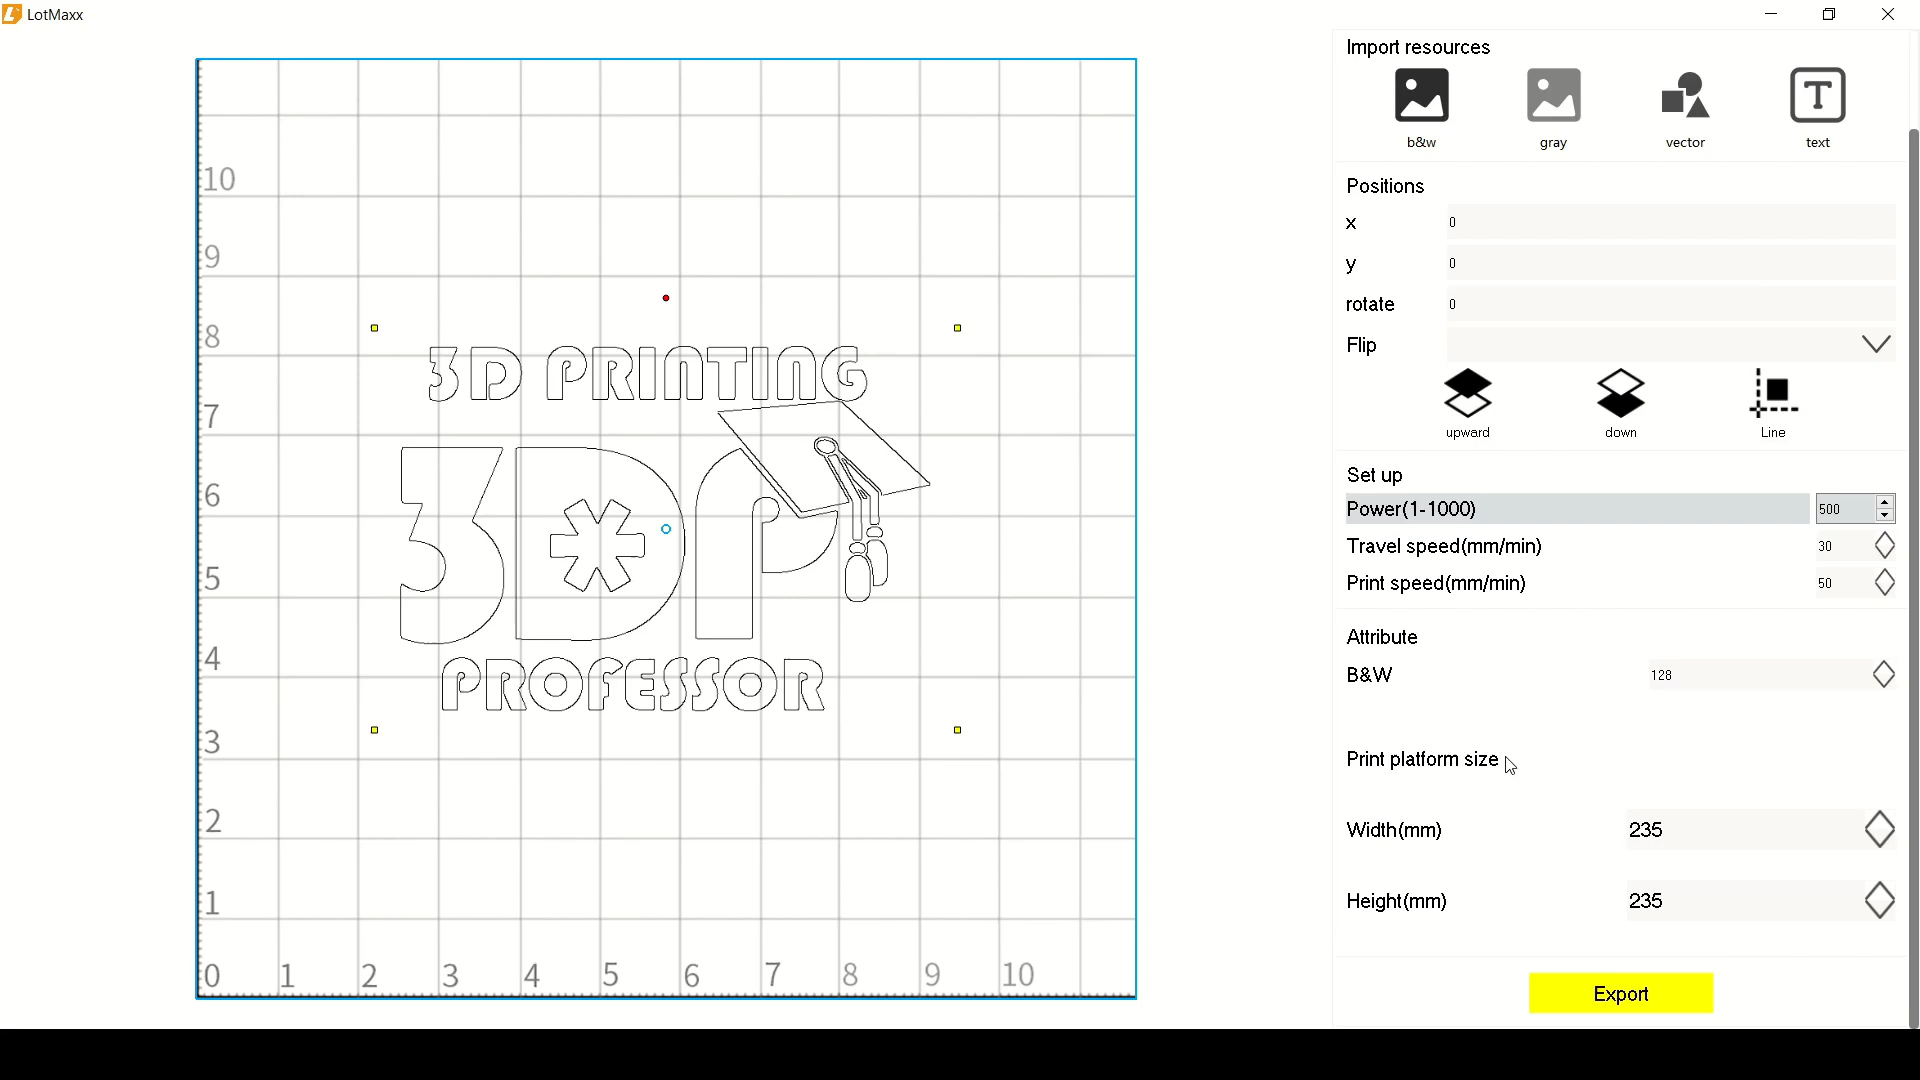 LotMaxx
Import resources
b&w
gray
vector
text
Positions
x
0
y
0
rotate
0
Flip
upward
down
Line
Set up
Power(1-1000)
500
Travel speed(mm/min)
30
Print speed(mm/min)
50
Attribute
B&W
128
Print platform size
Width(mm)
235
Height(mm)
235
Export
10
9
8
7
6
5
4
3
2
1
0 1 2 3 4 5 6 7 8 9 10
3D PRINTING
3DP
PROFESSOR